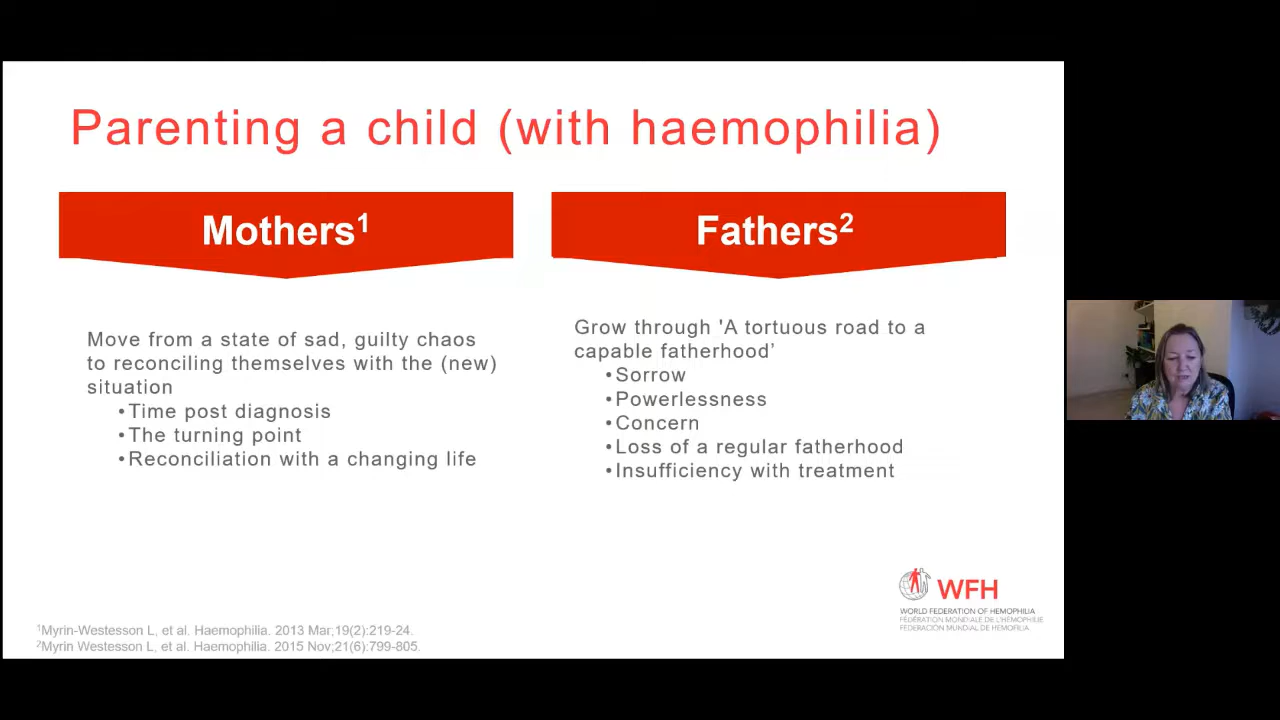 Parenting a child (with haemophilia)
Mothers¹
Move from a state of sad, guilty chaos
to reconciling themselves with the (new)
situation
•Time post diagnosis
•The turning point
•Reconciliation with a changing life
Fathers²
Grow through 'A tortuous road to a
capable fatherhood’
•Sorrow
•Powerlessness
•Concern
•Loss of a regular fatherhood
•Insufficiency with treatment
WFH
WORLD FEDERATION OF HEMOPHILIA
FÉDÉRATION MONDIALE DE L'HÉMOPHILIE
FEDERACIÓN MUNDIAL DE HEMOFILIA
¹Myrin-Westesson L, et al. Haemophilia. 2013 Mar;19(2):219-24.
²Myrin Westesson L, et al. Haemophilia. 2015 Nov;21(6):799-805.